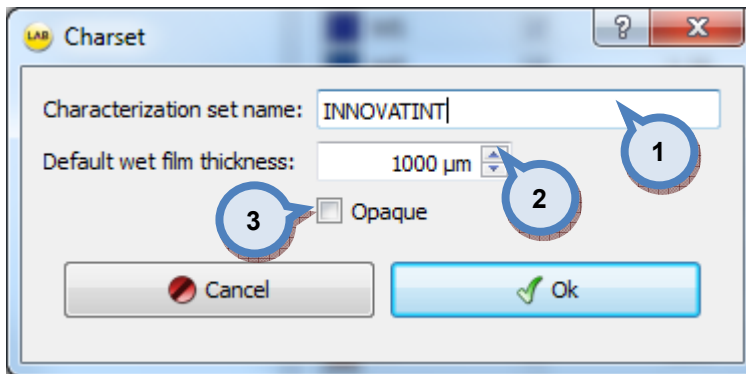 LAB Charset ?
Characterization set name: INNOVATINT
Default wet film thickness: 1000 µm
Opaque
Cancel Ok
1
2
3